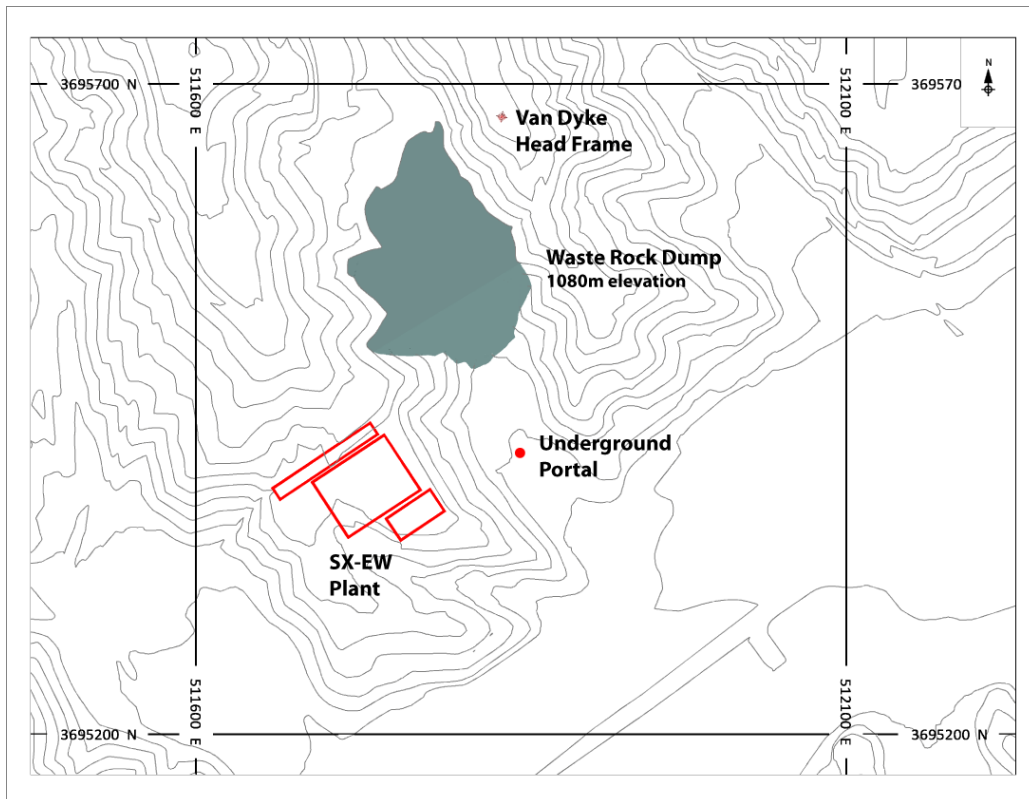 N
3695700 N
511600 E
512100 E
369570
Van Dyke
Head Frame
Waste Rock Dump
1080m elevation
Underground
Portal
SX-EW
Plant
511600 E
512100 E
3695200 N
3695200 N